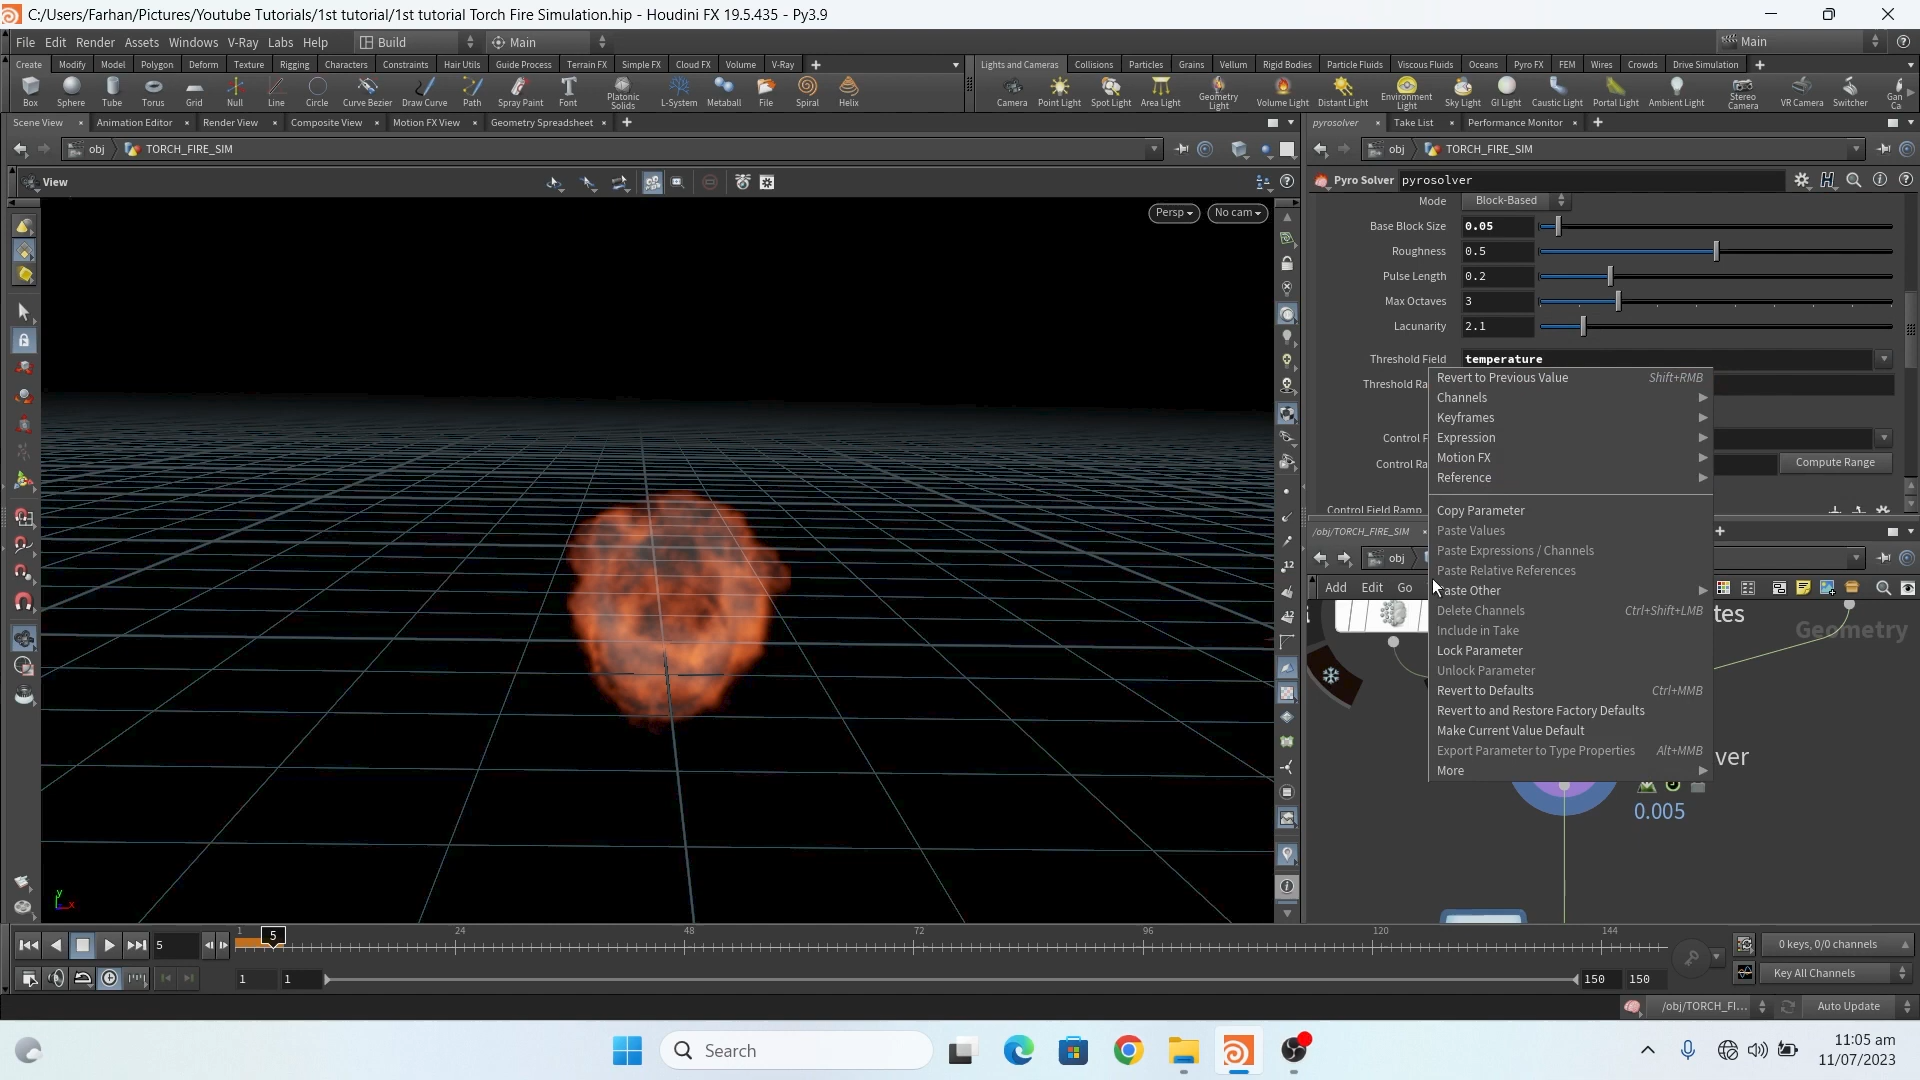 C:/Users/Farhan/Pictures/Youtube Tutorials/1st tutorial/1st tutorial Torch Fire Simulation.hip - Houdini FX 19.5.435 - Py3.9
File Edit Render Assets Windows V-Ray Labs Help Build Main Main
Create Modify Model Polygon Deform Texture Rigging Characters Constraints Hair Utils Guide Process Terrain FX Simple FX Cloud FX Volume V-Ray
Lights and Cameras Collisions Particles Grains Vellum Rigid Bodies Particle Fluids Viscous Fluids Oceans Pyro FX FEM Wires Crowds Drive Simulation
Box Sphere Tube Torus Grid Null Line Circle Curve Bezier Draw Curve Path Spray Paint Font Platonic Solids L-System Metaball File Spiral Helix
Camera Point Light Spot Light Area Light Geometry Light Volume Light Distant Light Environment Light Sky Light GI Light Caustic Light Portal Light Ambient Light Stereo Camera VR Camera Switcher Gan Ca
Scene View Animation Editor Render View Composite View Motion FX View Geometry Spreadsheet
pyrosolver Take List Performance Monitor
obj TORCH_FIRE_SIM
obj TORCH_FIRE_SIM
View
Pyro Solver pyrosolver
Persp No cam
Mode Block-Based
Base Block Size 0.05
Roughness 0.5
Pulse Length 0.2
Max Octaves 3
Lacunarity 2.1
Threshold Field temperature
Threshold Ra
Control F
Control Ra Compute Range
Control Field Ramp
Revert to Previous Value Shift+RMB
Channels
Keyframes
Expression
Motion FX
Reference
Copy Parameter
Paste Values
Paste Expressions / Channels
Paste Relative References
aste Other
Delete Channels Ctrl+Shift+LMB
Include in Take
Lock Parameter
Unlock Parameter
Revert to Defaults Ctrl+MMB
Revert to and Restore Factory Defaults
Make Current Value Default
Export Parameter to Type Properties Alt+MMB
More
/obj/TORCH_FIRE_SIM
obj
Add Edit Go
tes
Geometry
ver
0.005
5 1 5 24 48 72 96 120 144
0 keys, 0/0 channels
1 1 150 150
Key All Channels
/obj/TORCH_FI... Auto Update
Search
11:05 am
11/07/2023